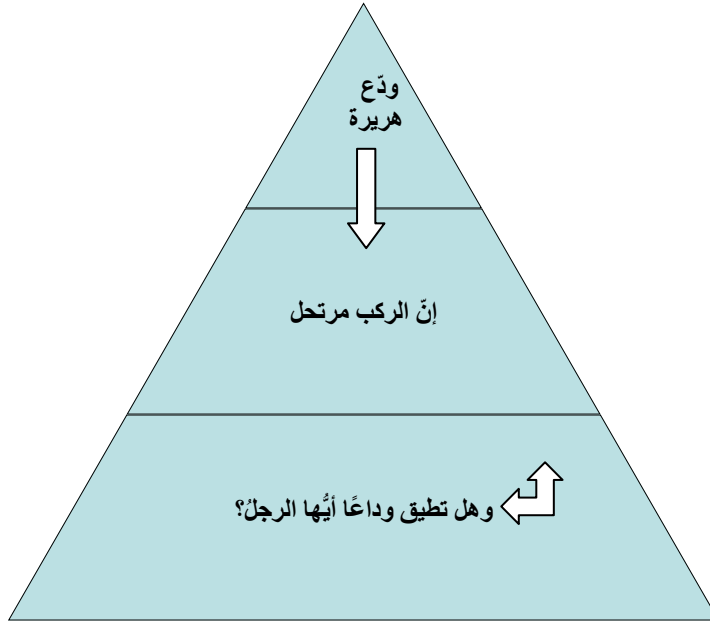 ودّع
هريرة
إنّ الركب مرتحل
وهل تطيق وداعًا أيُّها الرجلُ؟